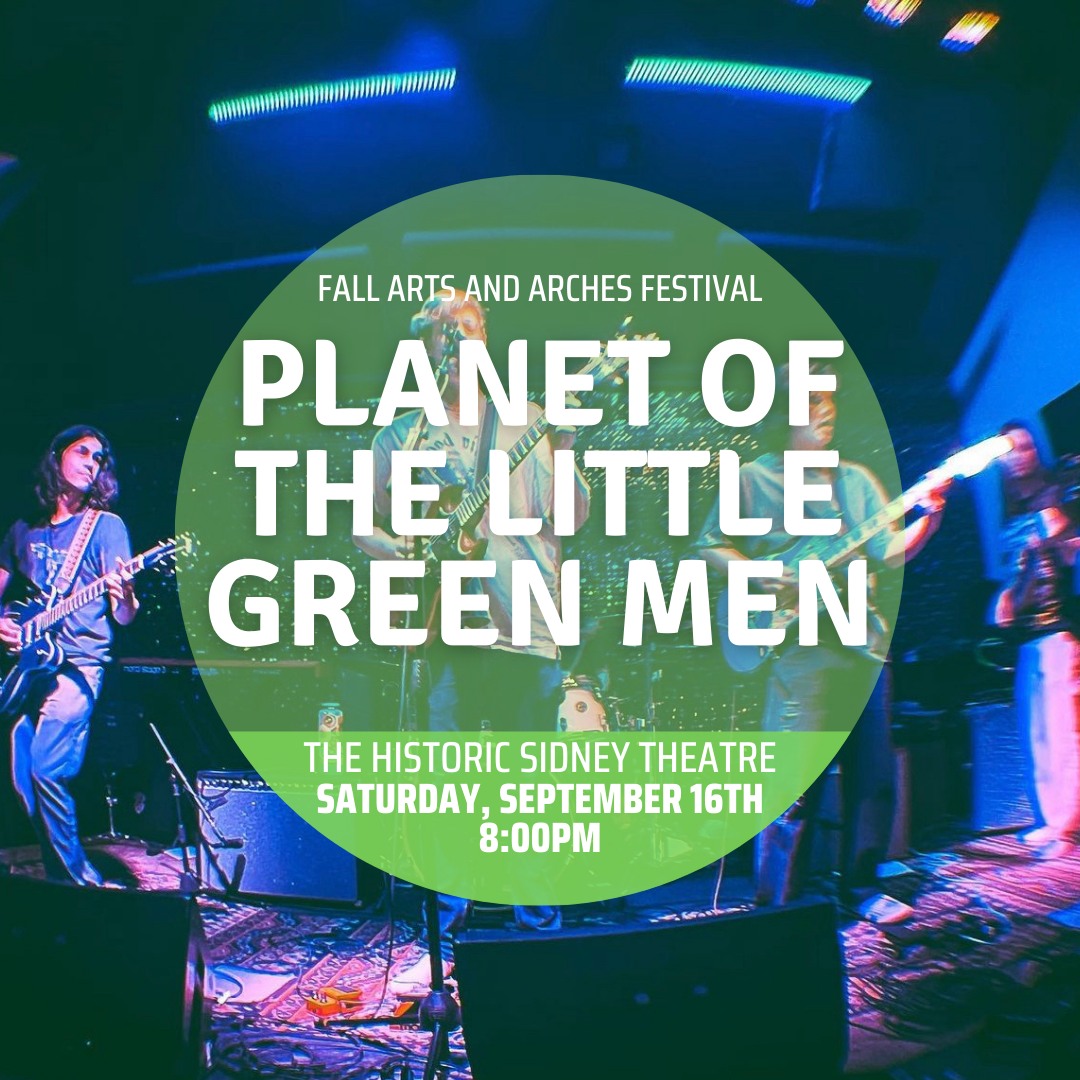 FALL ARTS AND ARCHES FESTIVAL
PLANET OF
THE LITTLE
GREEN MEN
THE HISTORIC SIDNEY THEATRE
SATURDAY, SEPTEMBER 16TH
8:00PM